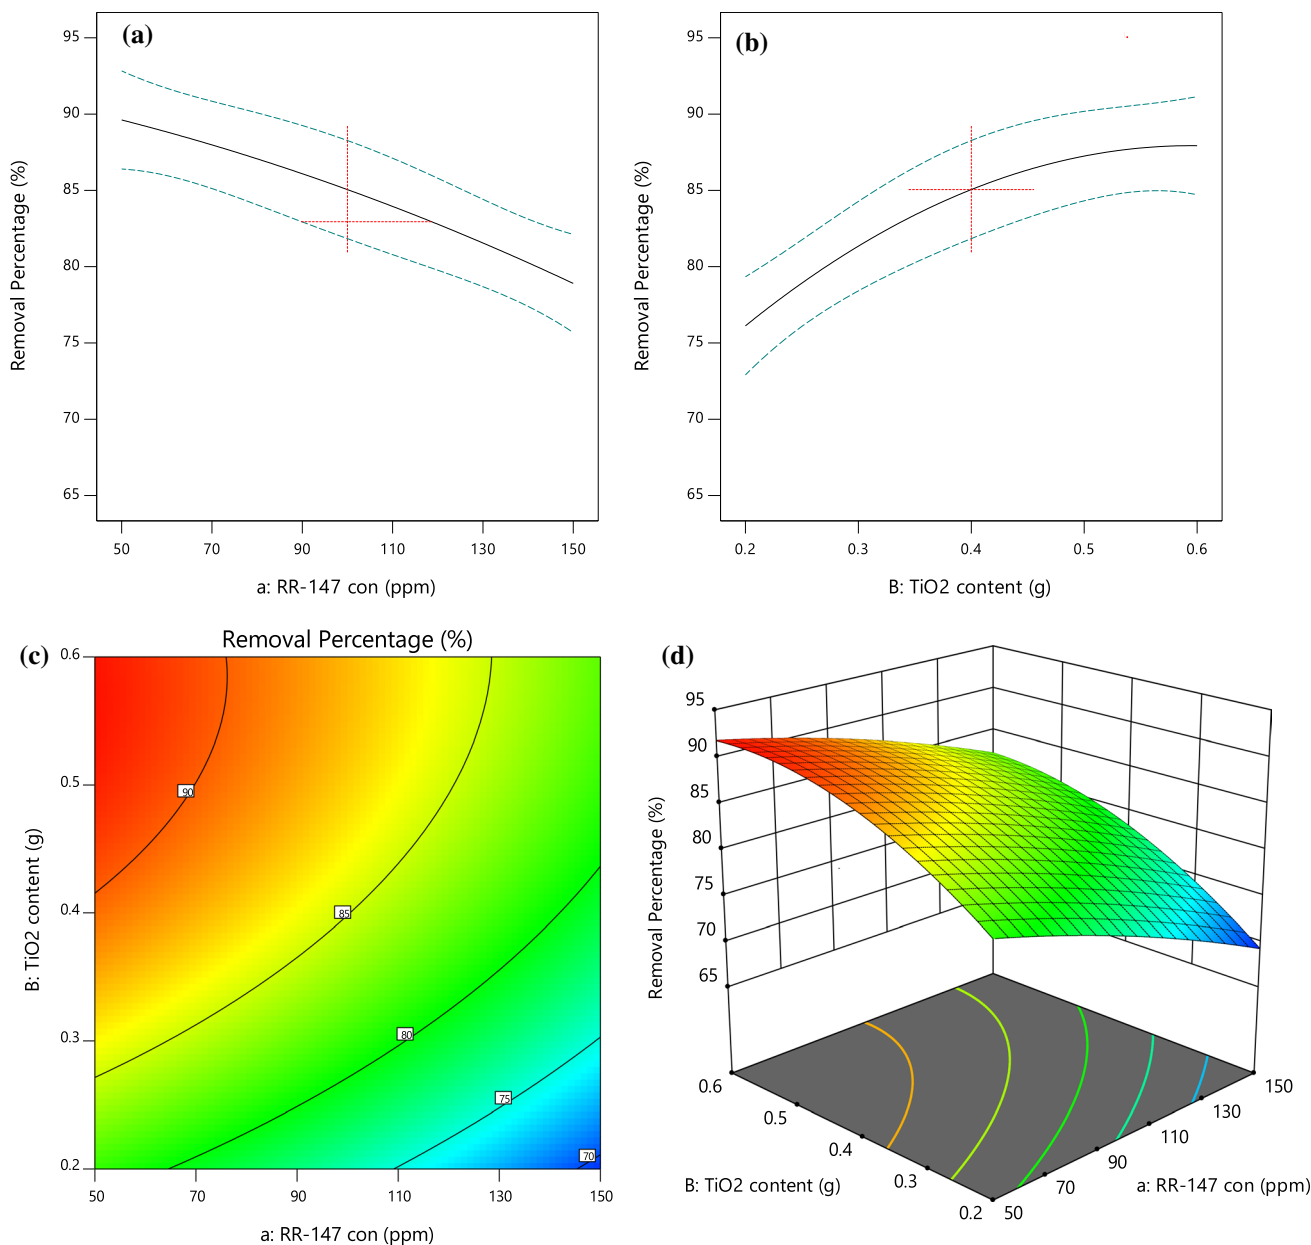 (a)
95
90
85
80
75
70
65
Removal Percentage (%)
50 70 90 110 130 150
a: RR-147 con (ppm)
(b)
95
90
85
80
75
70
65
Removal Percentage (%)
0.2 0.3 0.4 0.5 0.6
B: TiO2 content (g)
(c)
Removal Percentage (%)
0.6
0.5
0.4
0.3
0.2
B: TiO2 content (g)
90
85
80
75
70
50 70 90 110 130 150
a: RR-147 con (ppm)
(d)
95
90
85
80
75
70
65
Removal Percentage (%)
0.6
0.5
0.4
0.3
0.2
B: TiO2 content (g)
50
70
90
110
130
150
a: RR-147 con (ppm)